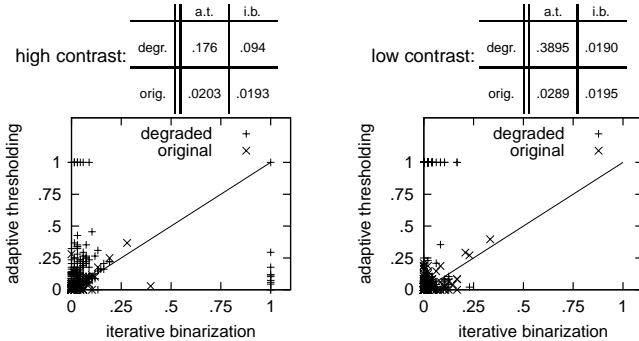 a.t. i.b.
high contrast: degr. .176 .094
orig. .0203 .0193
a.t. i.b.
low contrast: degr. .3895 .0190
orig. .0289 .0195
degraded +
original ×
1
.75
.5
.25
0
0 .25 .5 .75 1
adaptive thresholding
iterative binarization
degraded +
original ×
1
.75
.5
.25
0
0 .25 .5 .75 1
adaptive thresholding
iterative binarization